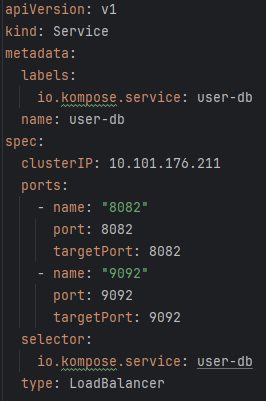 apiVersion: v1
kind: Service
metadata:
  labels:
    io.kompose.service: user-db
  name: user-db
spec:
  clusterIP: 10.101.176.211
  ports:
    - name: "8082"
      port: 8082
      targetPort: 8082
    - name: "9092"
      port: 9092
      targetPort: 9092
  selector:
    io.kompose.service: user-db
  type: LoadBalancer